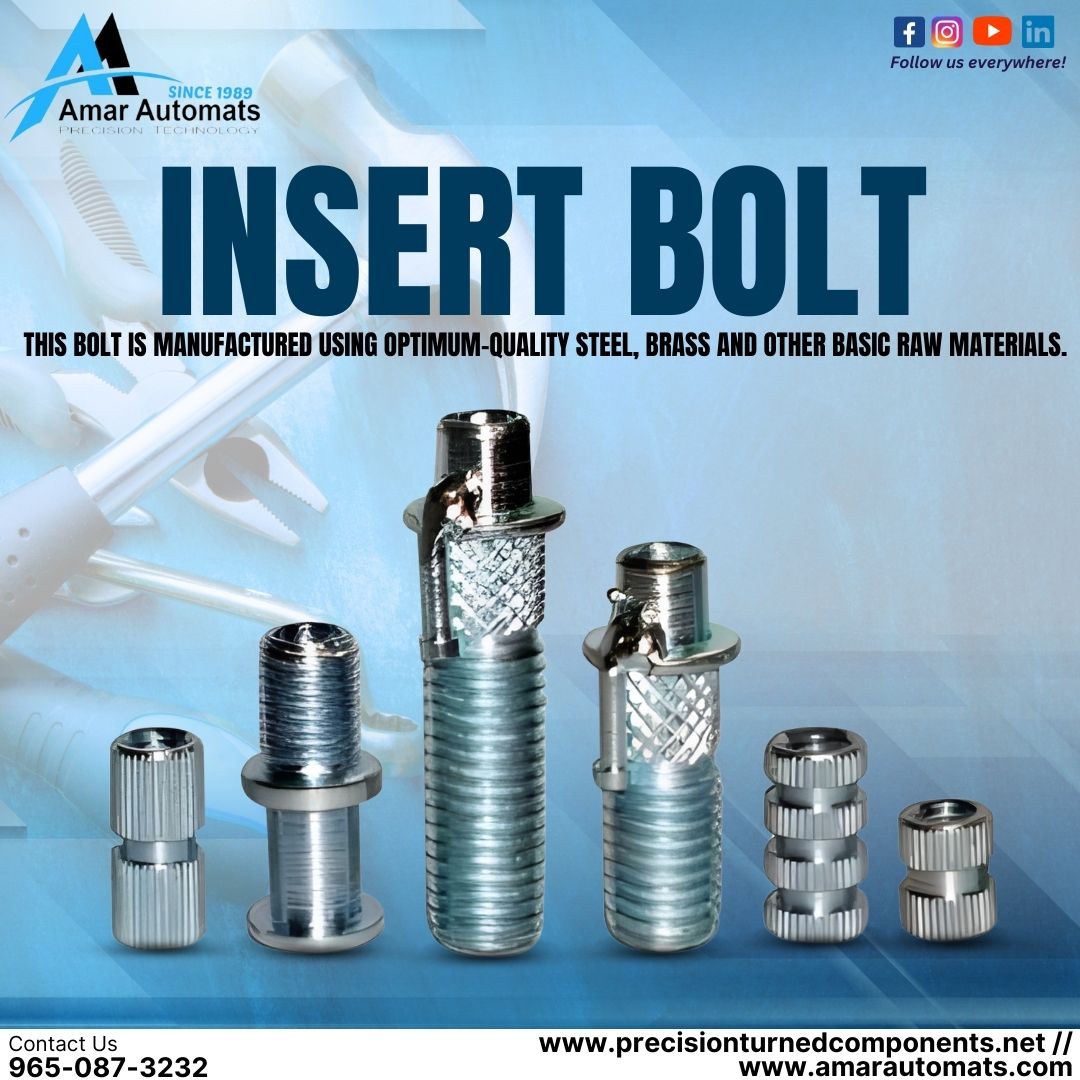 SINCE 1989
Amar Automats
PRECISION TECHNOLOGY
Follow us everywhere!
INSERT BOLT
THIS BOLT IS MANUFACTURED USING OPTIMUM-QUALITY STEEL, BRASS AND OTHER BASIC RAW MATERIALS.
Contact Us
965-087-3232
www.precisionturnedcomponents.net //
www.amarautomats.com